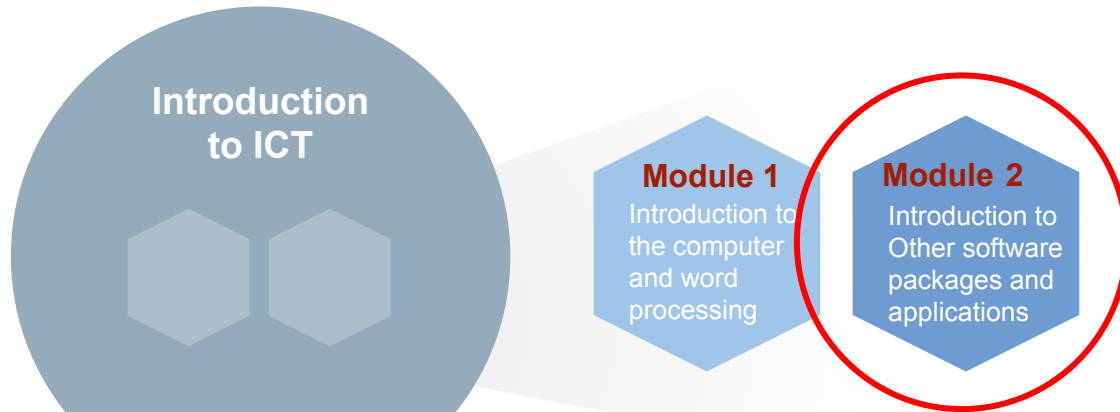 Introduction
to ICT
Module 1
Introduction to
the computer
and word
processing
Module 2
Introduction to
Other software
packages and
applications